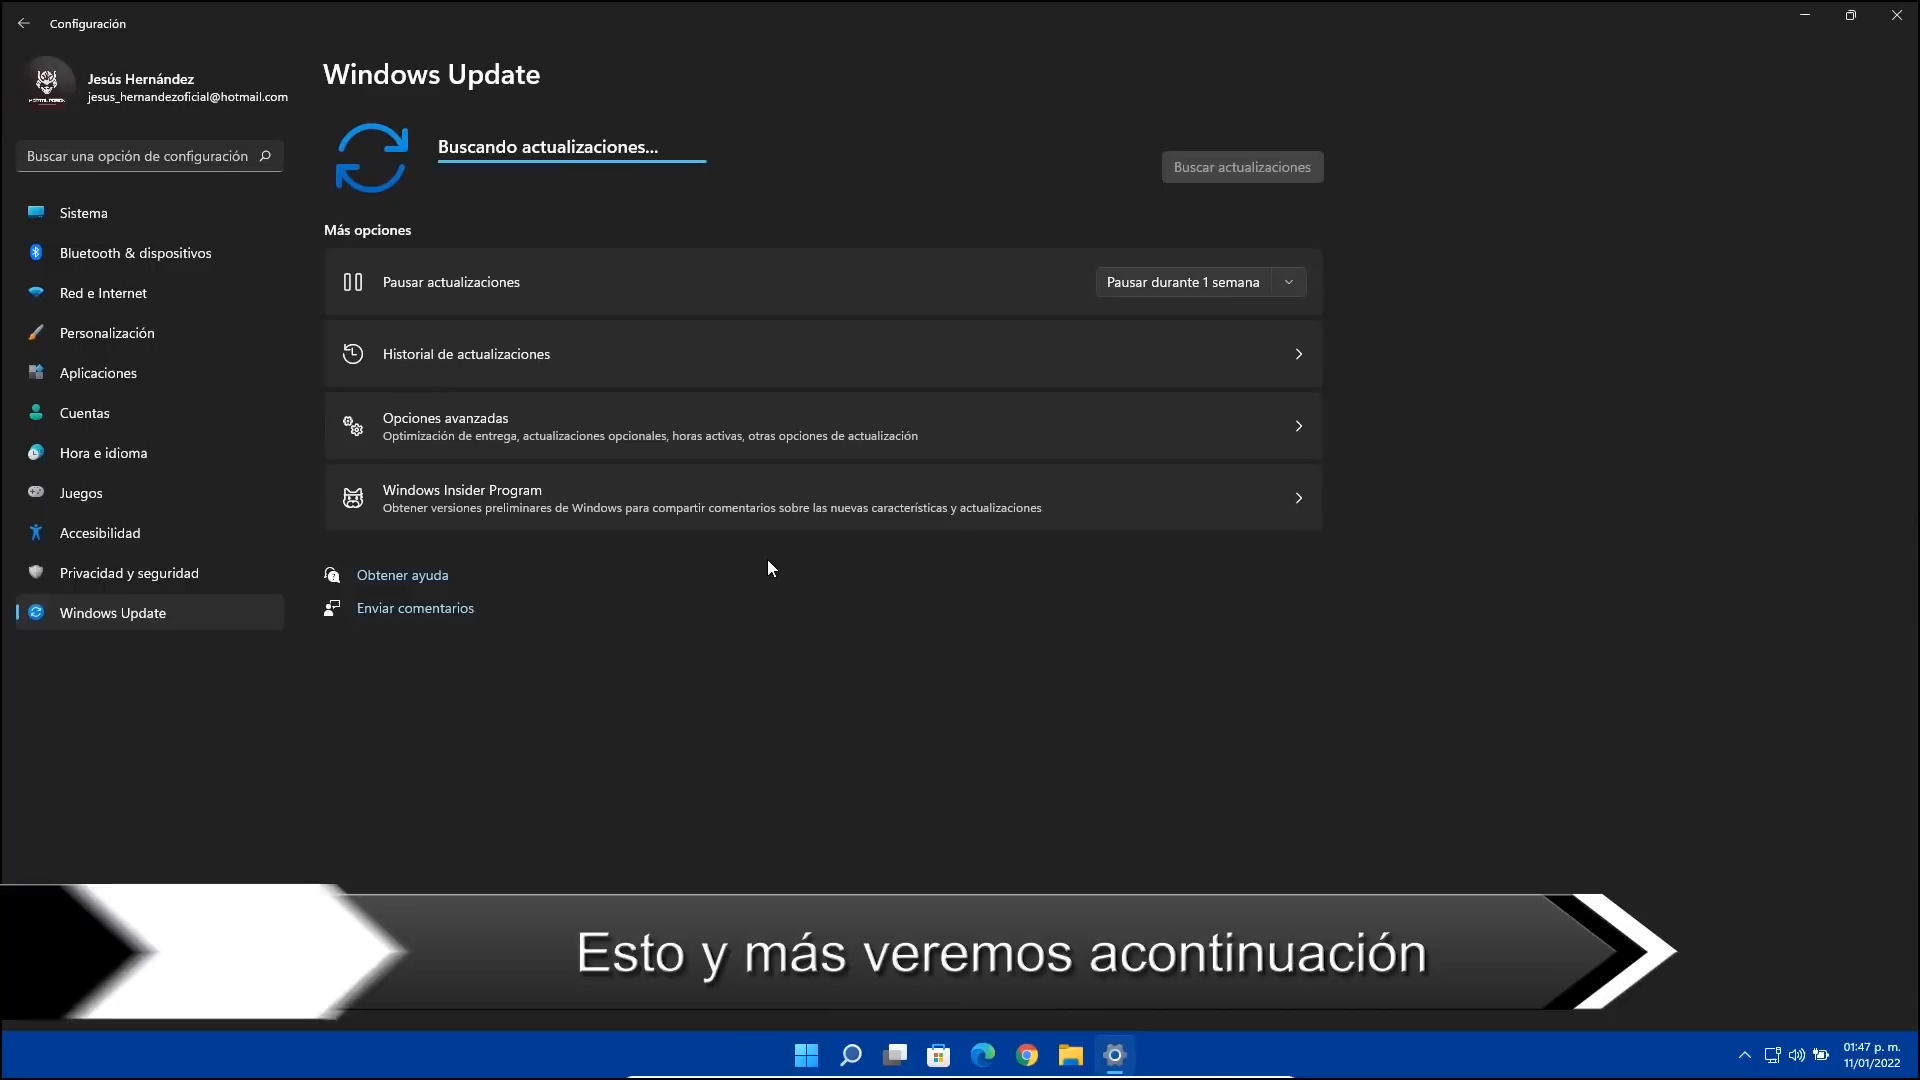 Configuración
Jesús Hernández
jesus_hernandezoficial@hotmail.com
Buscar una opción de configuración
Sistema
Bluetooth & dispositivos
Red e Internet
Personalización
Aplicaciones
Cuentas
Hora e idioma
Juegos
Accesibilidad
Privacidad y seguridad
Windows Update
Windows Update
Buscando actualizaciones...
Buscar actualizaciones
Más opciones
Pausar actualizaciones
Pausar durante 1 semana
Historial de actualizaciones
Opciones avanzadas
Optimización de entrega, actualizaciones opcionales, horas activas, otras opciones de actualización
Windows Insider Program
Obtener versiones preliminares de Windows para compartir comentarios sobre las nuevas características y actualizaciones
Obtener ayuda
Enviar comentarios
Esto y más veremos acontinuación
01:47 p. m.
11/01/2022